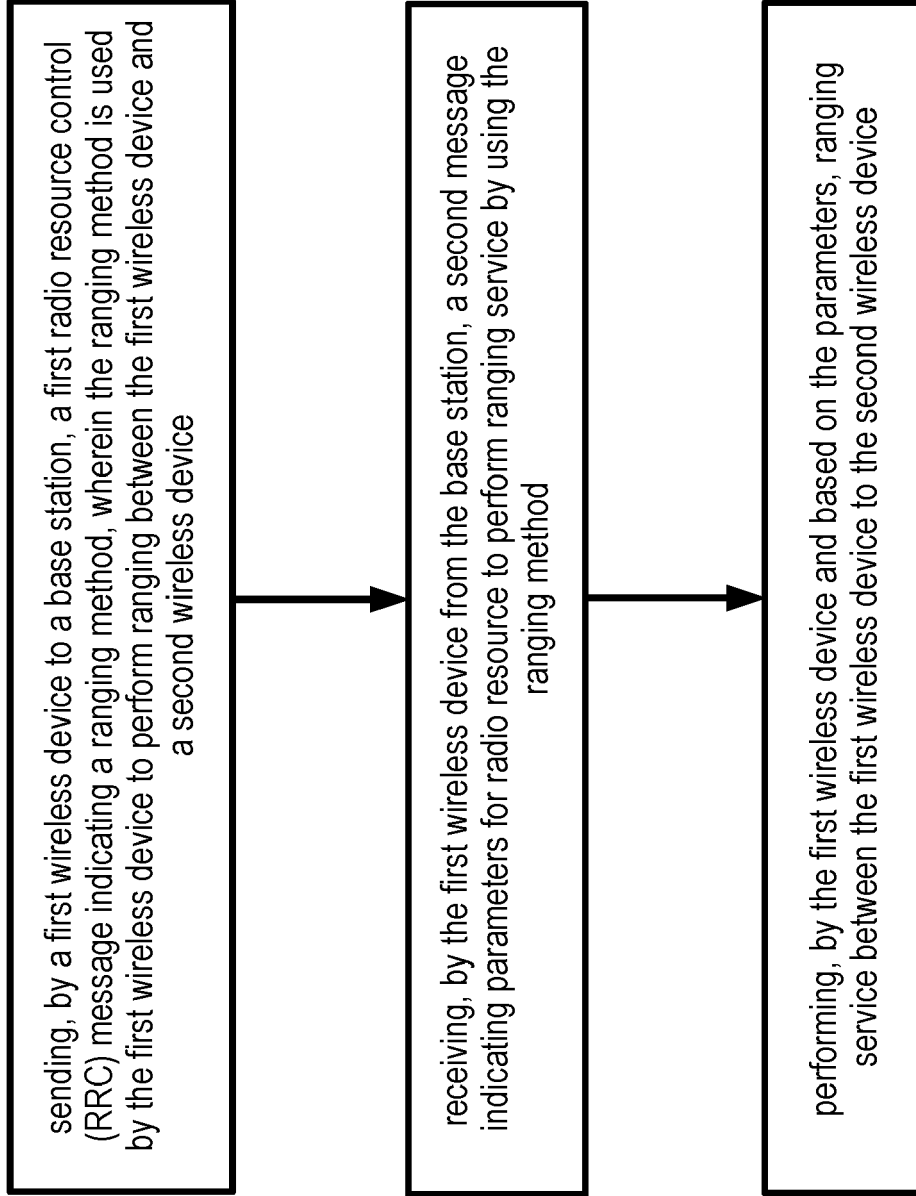 sending, by a first wireless device to a base station, a first radio resource control
(RRC) message indicating a ranging method, wherein the ranging method is used
by the first wireless device to perform ranging between the first wireless device and
a second wireless device
receiving, by the first wireless device from the base station, a second message
indicating parameters for radio resource to perform ranging service by using the
ranging method
performing, by the first wireless device and based on the parameters, ranging
service between the first wireless device to the second wireless device